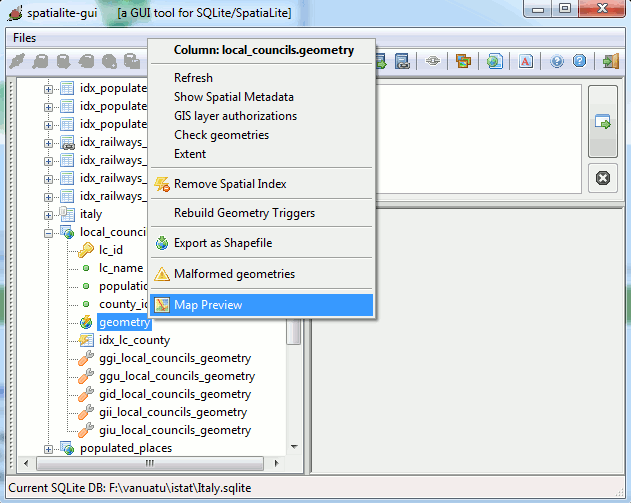 spatialite-gui [a GUI tool for SQLite/SpatiaLite]
Files
Column: local_councils.geometry
Refresh
Show Spatial Metadata
GIS layer authorizations
Check geometries
Extent
Remove Spatial Index
Rebuild Geometry Triggers
Export as Shapefile
Malformed geometries
Map Preview
idx_populate
idx_populate
idx_populate
idx_railways_
idx_railways_
idx_railways_
idx_railways_
italy
local_counci
lc_id
lc_name
populatio
county_id
geometry
idx_lc_county
ggi_local_councils_geometry
ggu_local_councils_geometry
gid_local_councils_geometry
gii_local_councils_geometry
giu_local_councils_geometry
populated_places
Current SQLite DB: F:\vanuatu\istat\Italy.sqlite